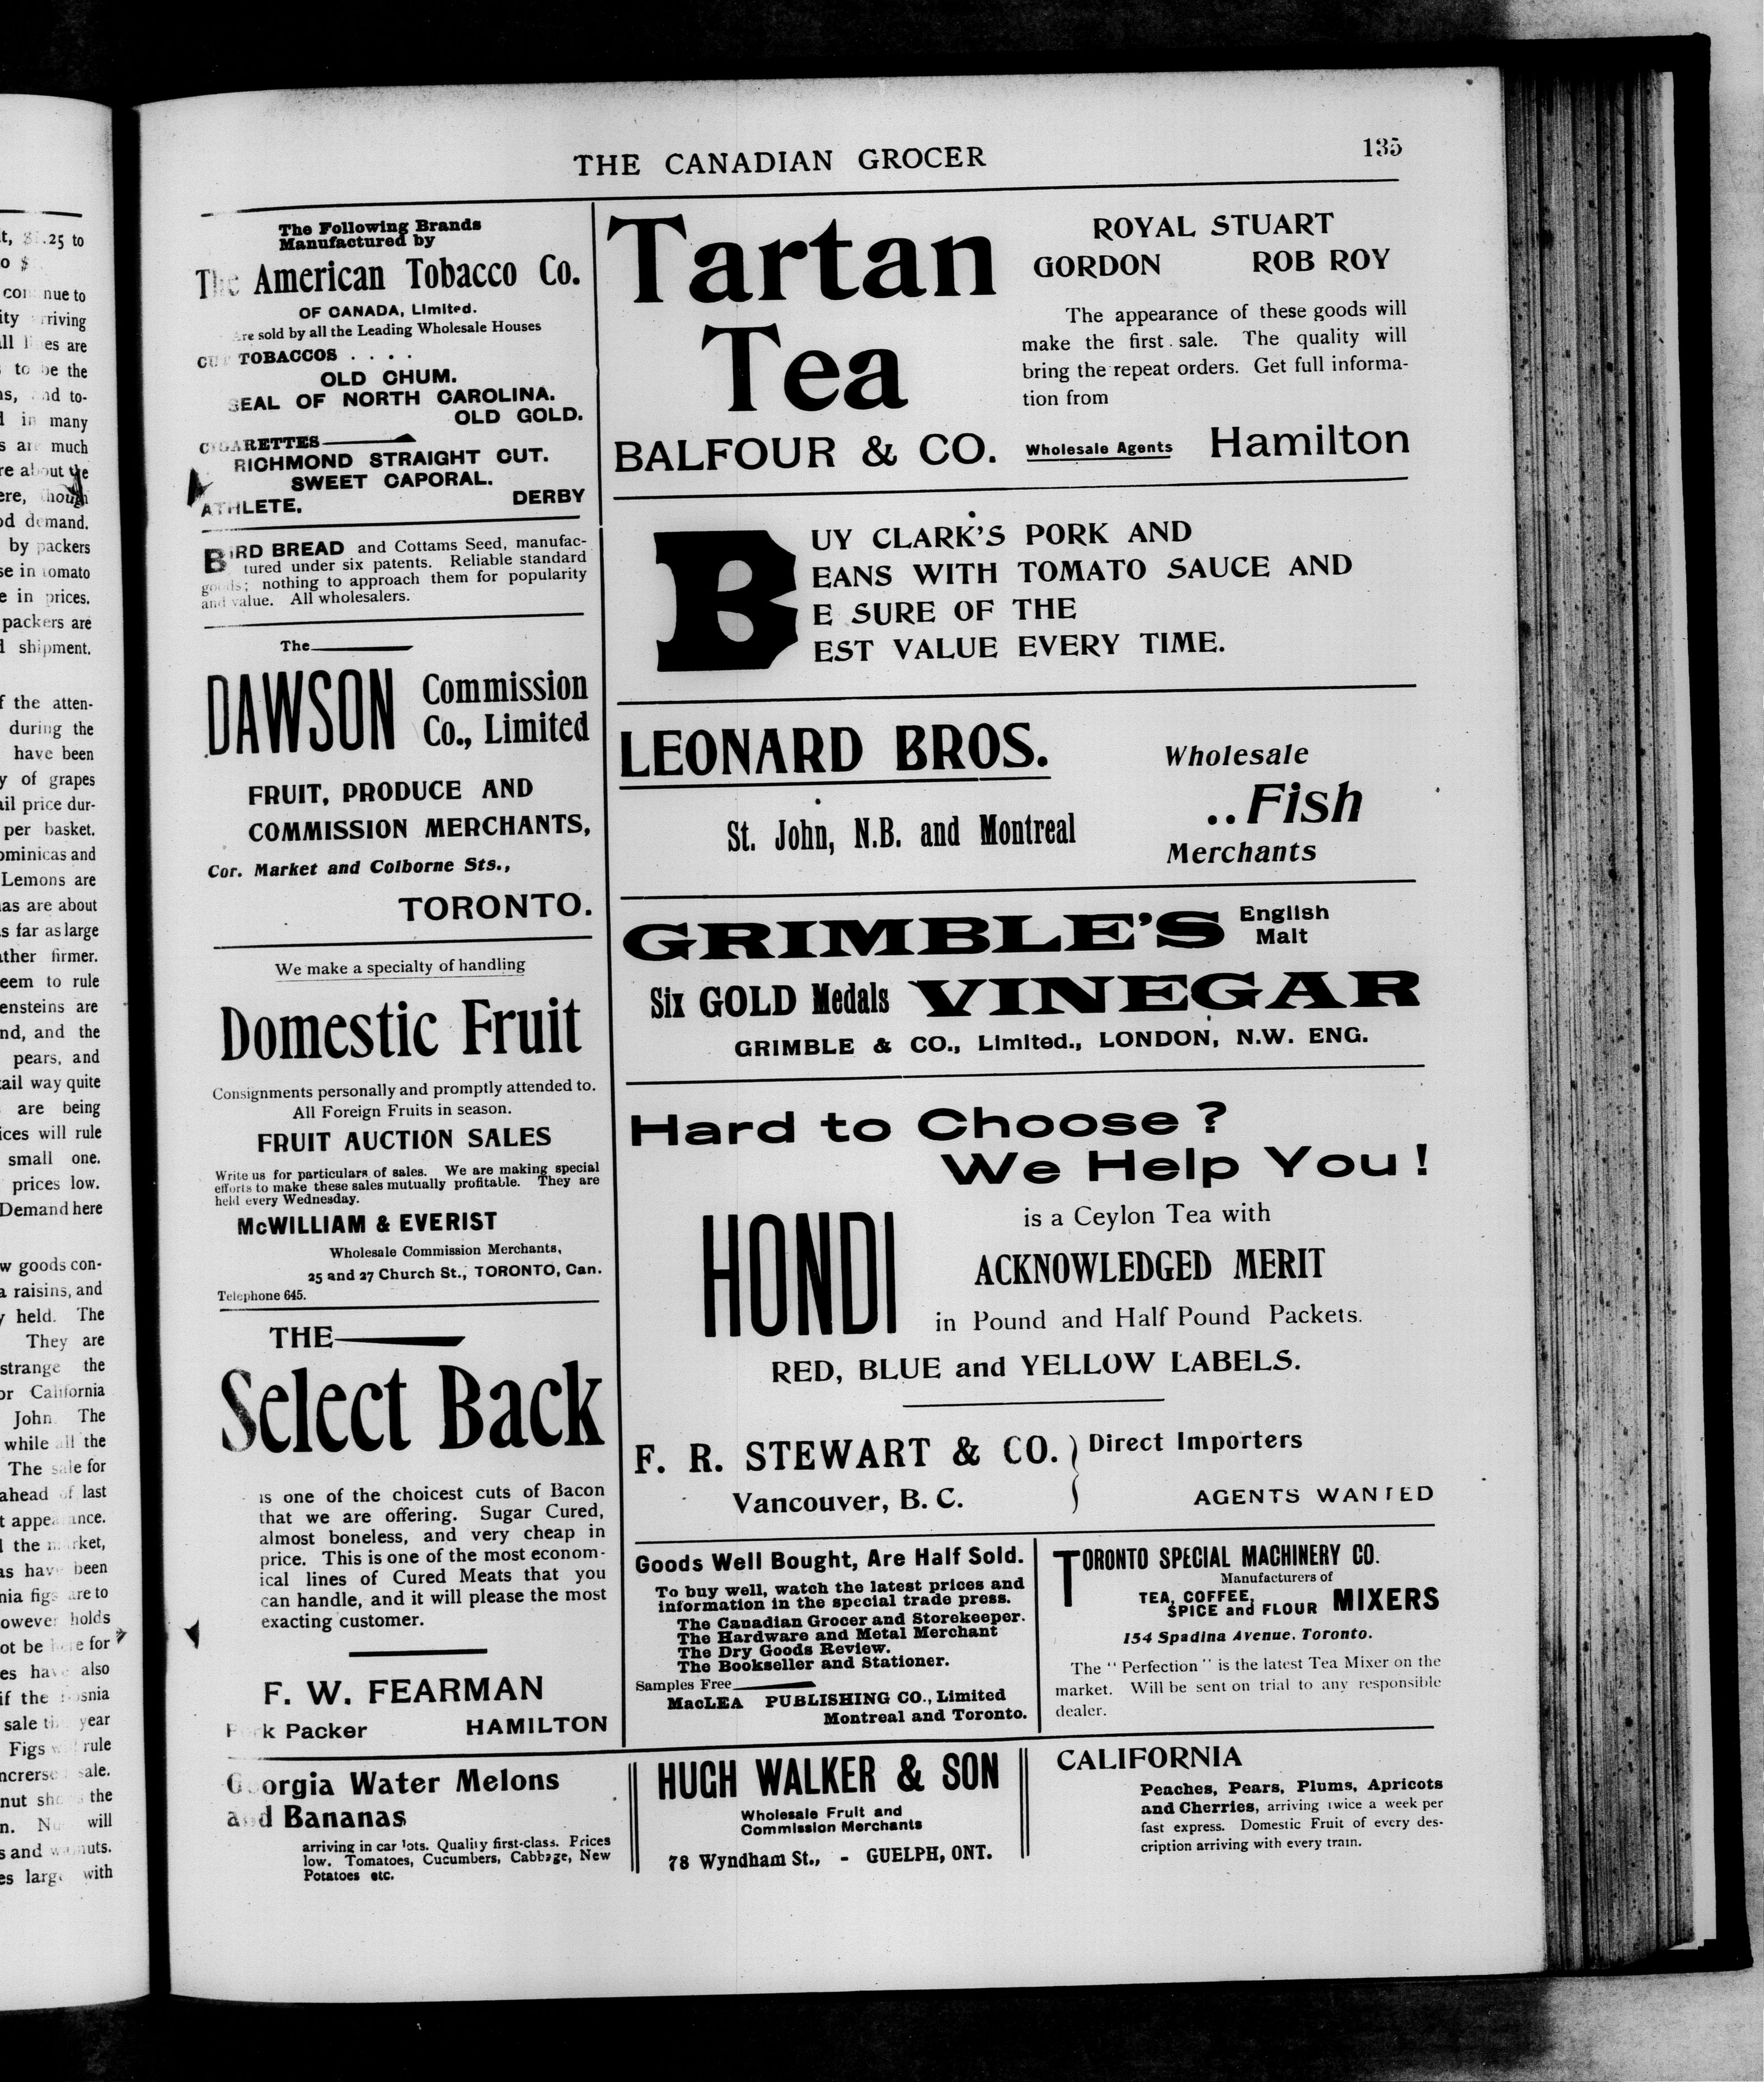 THE CANADIAN GROCER
135
The Following Brands
Manufactured by
The American Tobacco Co.
OF CANADA, Limited.
Are sold by all the Leading Wholesale Houses
CUT TOBACCOS . . . .
OLD CHUM.
SEAL OF NORTH CAROLINA.
OLD GOLD.
CIGARETTES
RICHMOND STRAIGHT CUT.
SWEET CAPORAL.
ATHLETE, DERBY
BIRD BREAD and Cottams Seed, manufac-
tured under six patents. Reliable standard
goods; nothing to approach them for popularity
and value. All wholesalers.
The
DAWSON Commission
Co., Limited
FRUIT, PRODUCE AND
COMMISSION MERCHANTS,
Cor. Market and Colborne Sts.,
TORONTO.
We make a specialty of handling
Domestic Fruit
Consignments personally and promptly attended to.
All Foreign Fruits in season.
FRUIT AUCTION SALES
Write us for particulars of sales. We are making special
efforts to make these sales mutually profitable. They are
held every Wednesday.
McWILLIAM & EVERIST
Wholesale Commission Merchants,
25 and 27 Church St., TORONTO, Can.
Telephone 645.
THE
Select Back
is one of the choicest cuts of Bacon
that we are offering. Sugar Cured,
almost boneless, and very cheap in
price. This is one of the most econom-
ical lines of Cured Meats that you
can handle, and it will please the most
exacting customer.
F. W. FEARMAN
Pork Packer HAMILTON
Tartan
Tea
ROYAL STUART
GORDON ROB ROY
The appearance of these goods will
make the first sale. The quality will
bring the repeat orders. Get full informa-
tion from
BALFOUR & CO. Wholesale Agents Hamilton
BUY CLARK'S PORK AND
EANS WITH TOMATO SAUCE AND
E SURE OF THE
EST VALUE EVERY TIME.
LEONARD BROS.
St. John, N.B. and Montreal
Wholesale
..Fish
Merchants
GRIMBLE'S English
Malt
Six GOLD Medals VINEGAR
GRIMBLE & CO., Limited., LONDON, N.W. ENG.
Hard to Choose?
We Help You!
HONDI
is a Ceylon Tea with
ACKNOWLEDGED MERIT
in Pound and Half Pound Packets.
RED, BLUE and YELLOW LABELS.
F. R. STEWART & CO.
Vancouver, B. C.
Direct Importers
AGENTS WANTED
Goods Well Bought, Are Half Sold.
To buy well, watch the latest prices and
information in the special trade press.
The Canadian Grocer and Storekeeper.
The Hardware and Metal Merchant
The Dry Goods Review.
The Bookseller and Stationer.
Samples Free
MacLEA PUBLISHING CO., Limited
Montreal and Toronto.
TORONTO SPECIAL MACHINERY CO.
Manufacturers of
TEA, COFFEE,
SPICE and FLOUR MIXERS
154 Spadina Avenue. Toronto.
The "Perfection" is the latest Tea Mixer on the
market. Will be sent on trial to any responsible
dealer.
Georgia Water Melons
and Bananas
arriving in car lots. Quality first-class. Prices
low. Tomatoes, Cucumbers, Cabbage, New
Potatoes etc.
HUGH WALKER & SON
Wholesale Fruit and
Commission Merchants
78 Wyndham St., - GUELPH, ONT.
CALIFORNIA
Peaches, Pears, Plums, Apricots
and Cherries, arriving twice a week per
fast express. Domestic Fruit of every des-
cription arriving with every train.